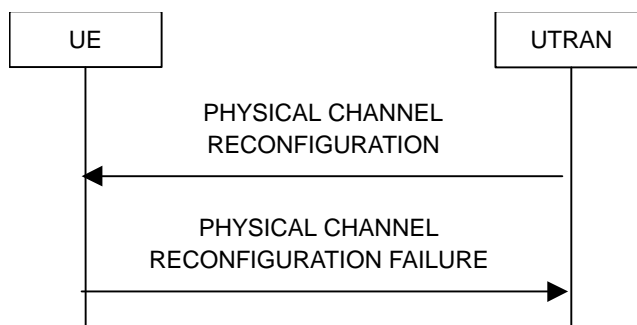 UE
UTRAN
PHYSICAL CHANNEL
RECONFIGURATION
PHYSICAL CHANNEL
RECONFIGURATION FAILURE